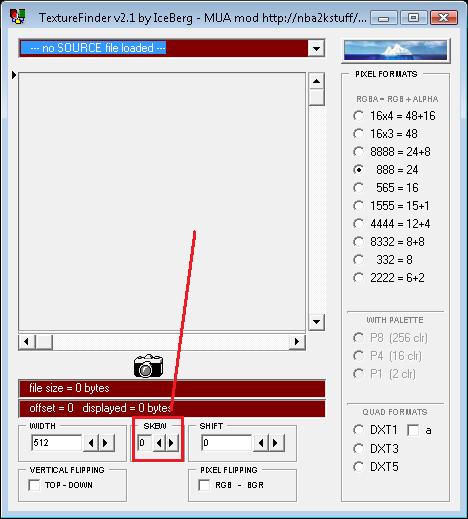 TextureFinder v2.1 by IceBerg - MUA mod http://nba2kstuff/...
--- no SOURCE file loaded ---
PIXEL FORMATS
RGBA = RGB + ALPHA
16x4 = 48+16
16x3 = 48
8888 = 24+8
888 = 24
565 = 16
1555 = 15+1
4444 = 12+4
8332 = 8+8
332 = 8
2222 = 6+2
WITH PALETTE
P8 (256 clr)
P4 (16 clr)
P1 (2 clr)
QUAD FORMATS
DXT1 a
DXT3
DXT5
file size = 0 bytes
offset = 0 displayed = 0 bytes
WIDTH
512
SKEW
0
SHIFT
0
VERTICAL FLIPPING
TOP - DOWN
PIXEL FLIPPING
RGB - BGR